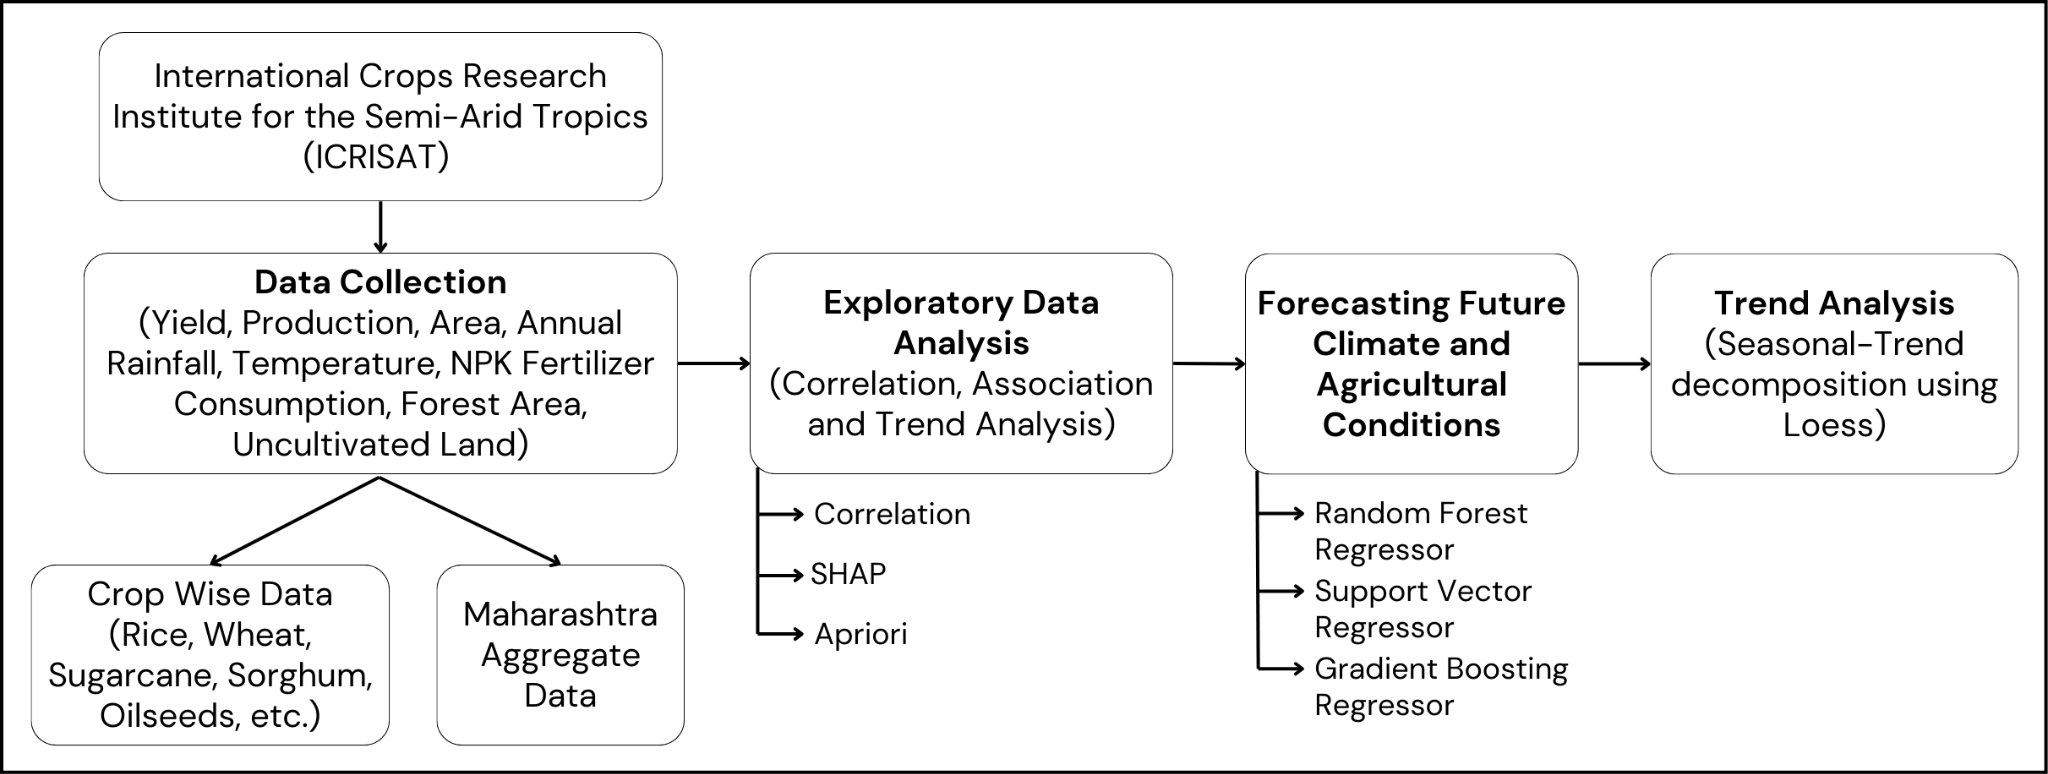 International Crops Research
Institute for the Semi-Arid Tropics
(ICRISAT)
Data Collection
(Yield, Production, Area, Annual
Rainfall, Temperature, NPK Fertilizer
Consumption, Forest Area,
Uncultivated Land)
Crop Wise Data
(Rice, Wheat,
Sugarcane, Sorghum,
Oilseeds, etc.)
Maharashtra
Aggregate
Data
Exploratory Data
Analysis
(Correlation, Association
and Trend Analysis)
Correlation
SHAP
Apriori
Forecasting Future
Climate and
Agricultural
Conditions
Random Forest
Regressor
Support Vector
Regressor
Gradient Boosting
Regressor
Trend Analysis
(Seasonal-Trend
decomposition using
Loess)